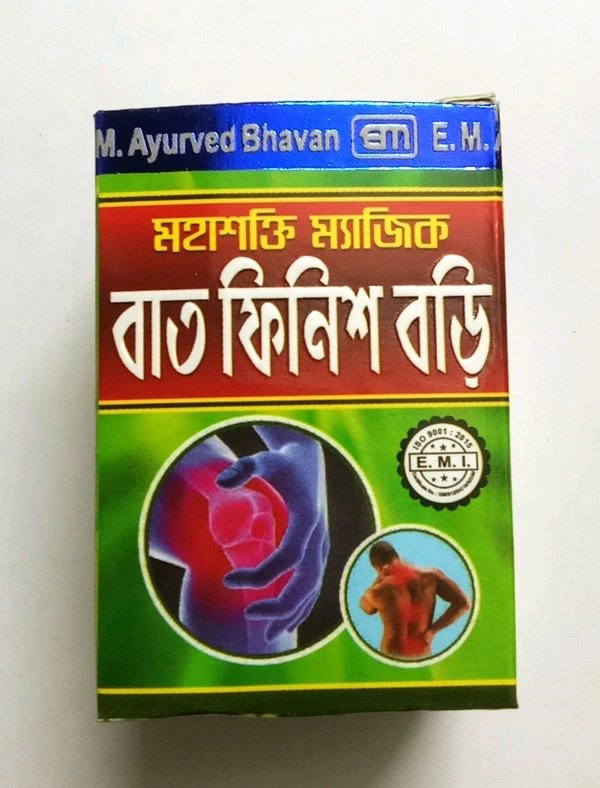 M. Ayurved Bhavan EM E. M.
মহাশক্তি ম্যাজিক
বাত ফিনিশ বড়ি
ISO 9001 : 2015
E. M. I.